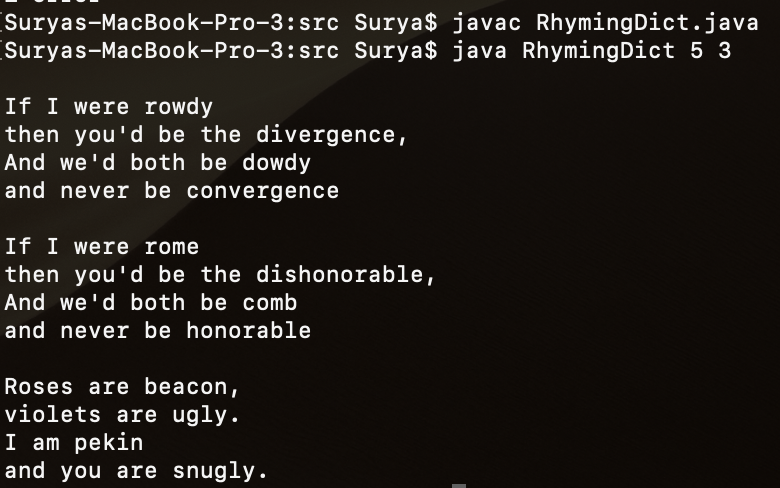 Suryas-MacBook-Pro-3:src Surya$ javac RhymingDict.java
Suryas-MacBook-Pro-3:src Surya$ java RhymingDict 5 3
If I were rowdy
then you'd be the divergence,
And we'd both be dowdy
and never be convergence
If I were rome
then you'd be the dishonorable,
And we'd both be comb
and never be honorable
Roses are beacon,
violets are ugly.
I am pekin
and you are snugly.